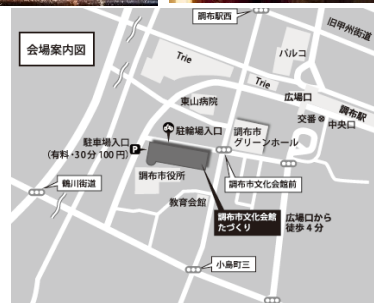 会場案内図
調布駅西
旧甲州街道
Trie
パルコ
Trie
広場口
調布駅
東山病院
交番
中央口
駐輪場入口
調布市
グリーンホール
駐車場入口
(有料・30分100円)
P
調布市役所
調布市文化会館前
鶴川街道
教育会館
調布市文化会館
たづくり
広場口から
徒歩4分
小島町三